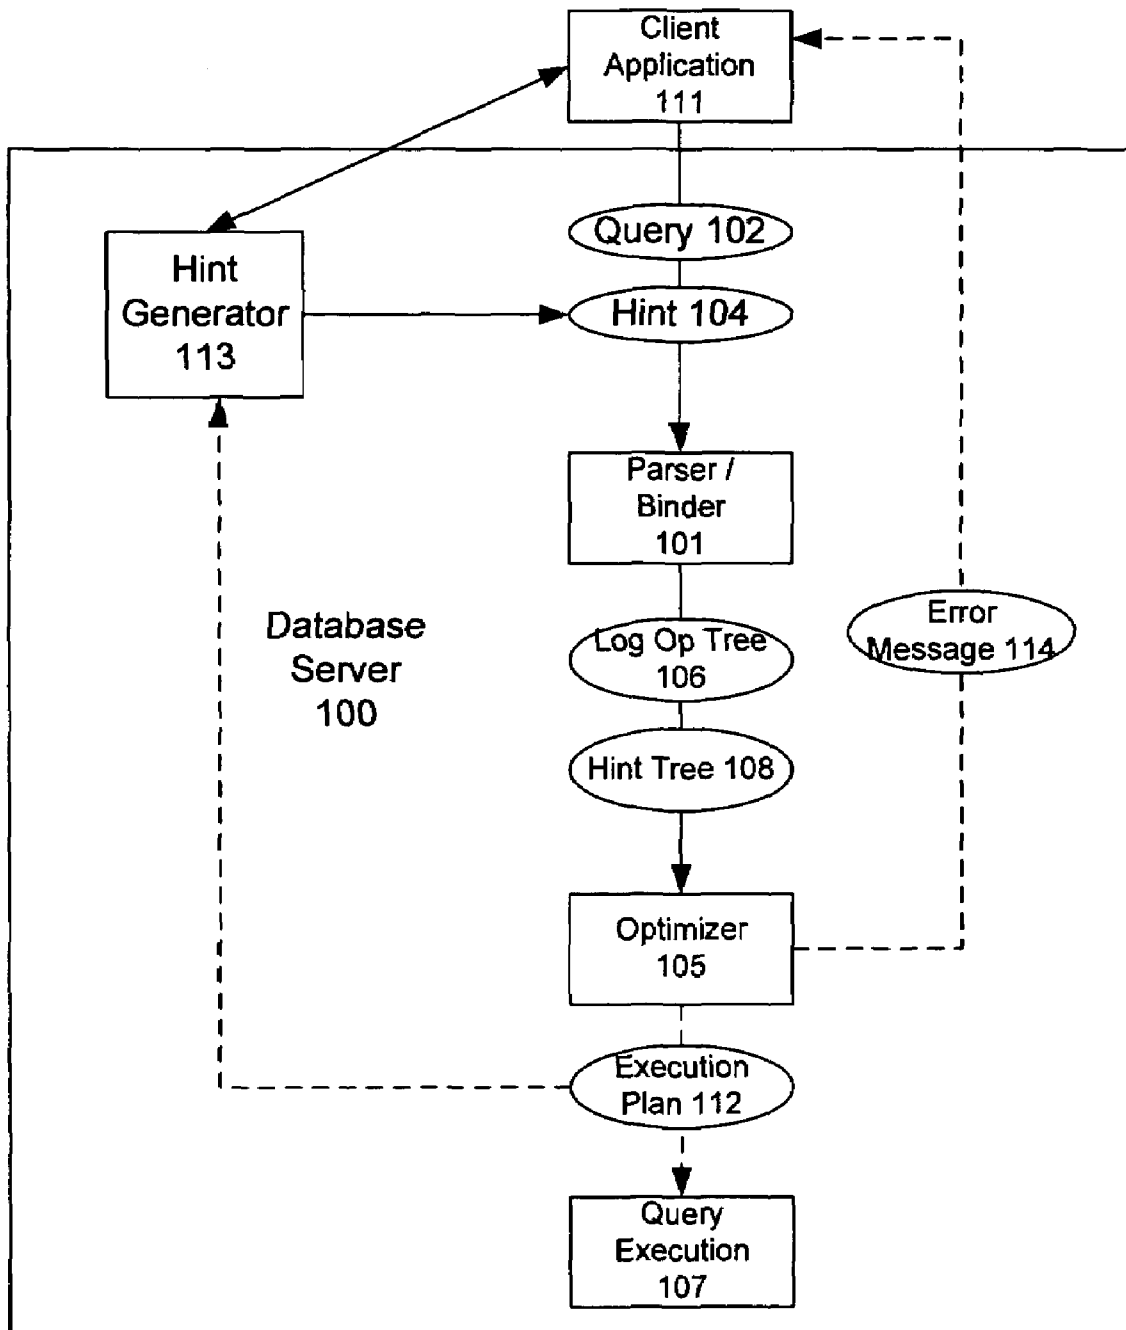 Client
Application
111
Query 102
Hint
Generator
113
Hint 104
Parser /
Binder
101
Database
Server
100
Log Op Tree
106
Error
Message 114
Hint Tree 108
Optimizer
105
Execution
Plan 112
Query
Execution
107